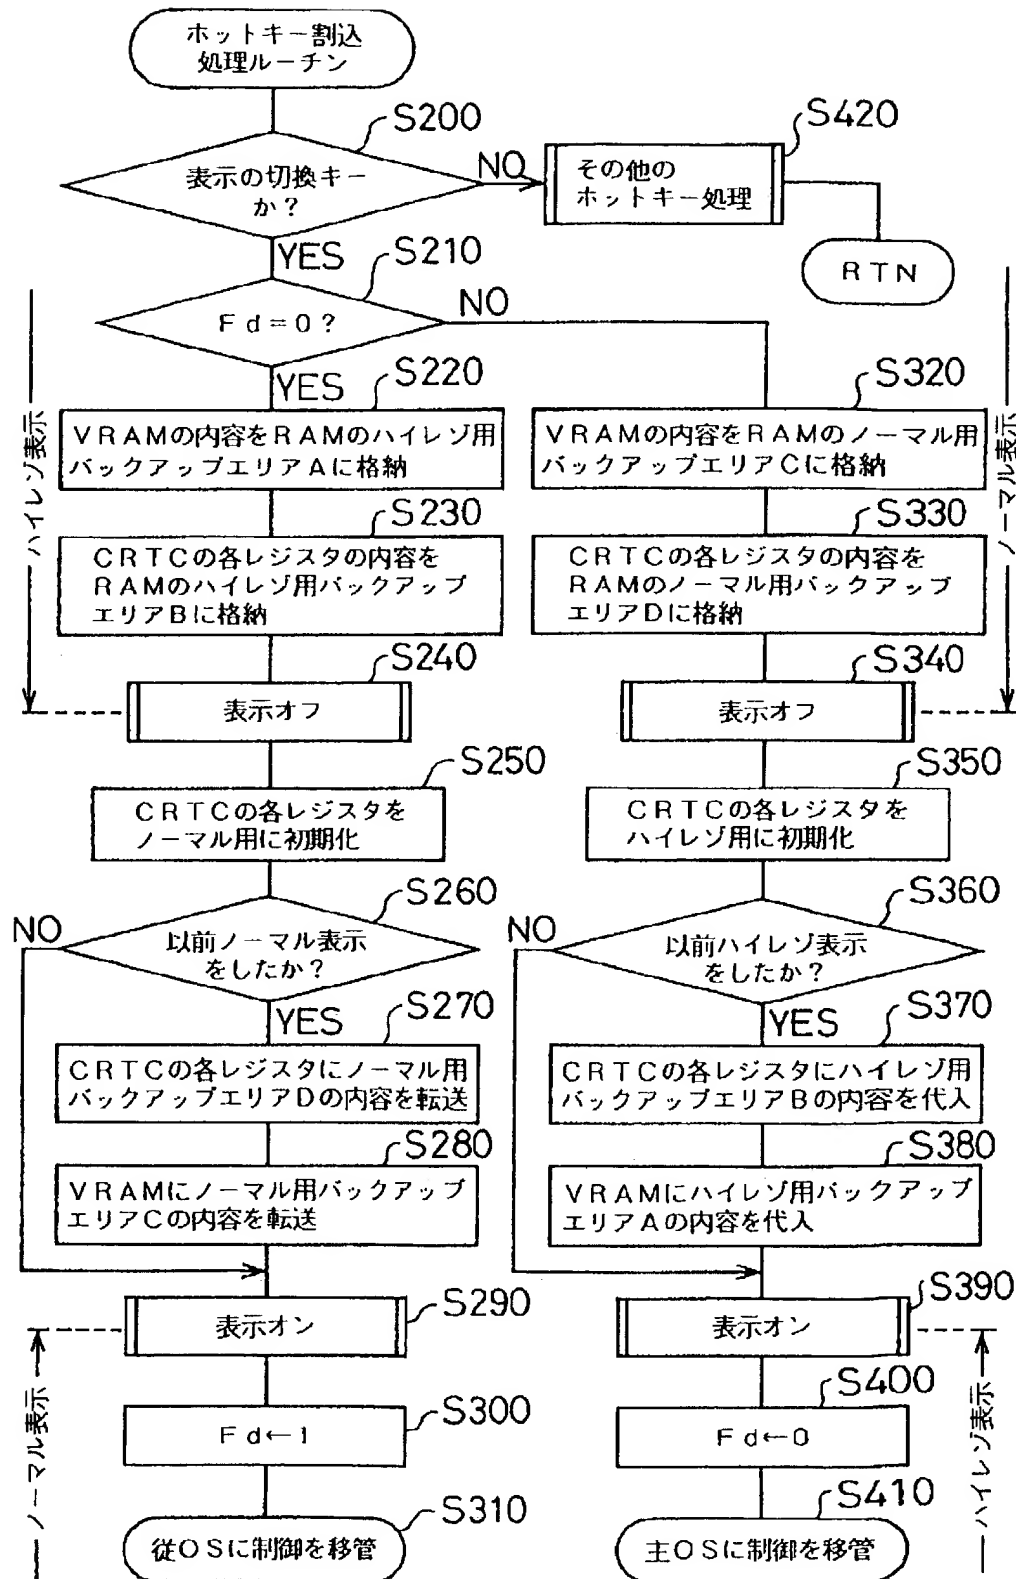 ホットキー割込
処理ルーチン
S200
表示の切換キー
か？
NO
S420
その他の
ホットキー処理
RTN
YES
S210
Fd=0？
NO
YES
S220
VRAMの内容をRAMのハイレゾ用
バックアップエリアAに格納
S230
CRTCの各レジスタの内容を
RAMのハイレゾ用バックアップ
エリアBに格納
S240
表示オフ
ハイレゾ表示
S250
CRTCの各レジスタを
ノーマル用に初期化
S260
以前ノーマル表示
をしたか？
NO
YES
S270
CRTCの各レジスタにノーマル用
バックアップエリアDの内容を転送
S280
VRAMにノーマル用バックアップ
エリアCの内容を転送
S290
表示オン
S300
Fd←1
S310
従OSに制御を移管
ノーマル表示
S320
VRAMの内容をRAMのノーマル用
バックアップエリアCに格納
S330
CRTCの各レジスタの内容を
RAMのノーマル用バックアップ
エリアDに格納
S340
表示オフ
ノーマル表示
S350
CRTCの各レジスタを
ハイレゾ用に初期化
S360
以前ハイレゾ表示
をしたか？
NO
YES
S370
CRTCの各レジスタにハイレゾ用
バックアップエリアBの内容を代入
S380
VRAMにハイレゾ用バックアップ
エリアAの内容を代入
S390
表示オン
S400
Fd←0
S410
主OSに制御を移管
ハイレゾ表示